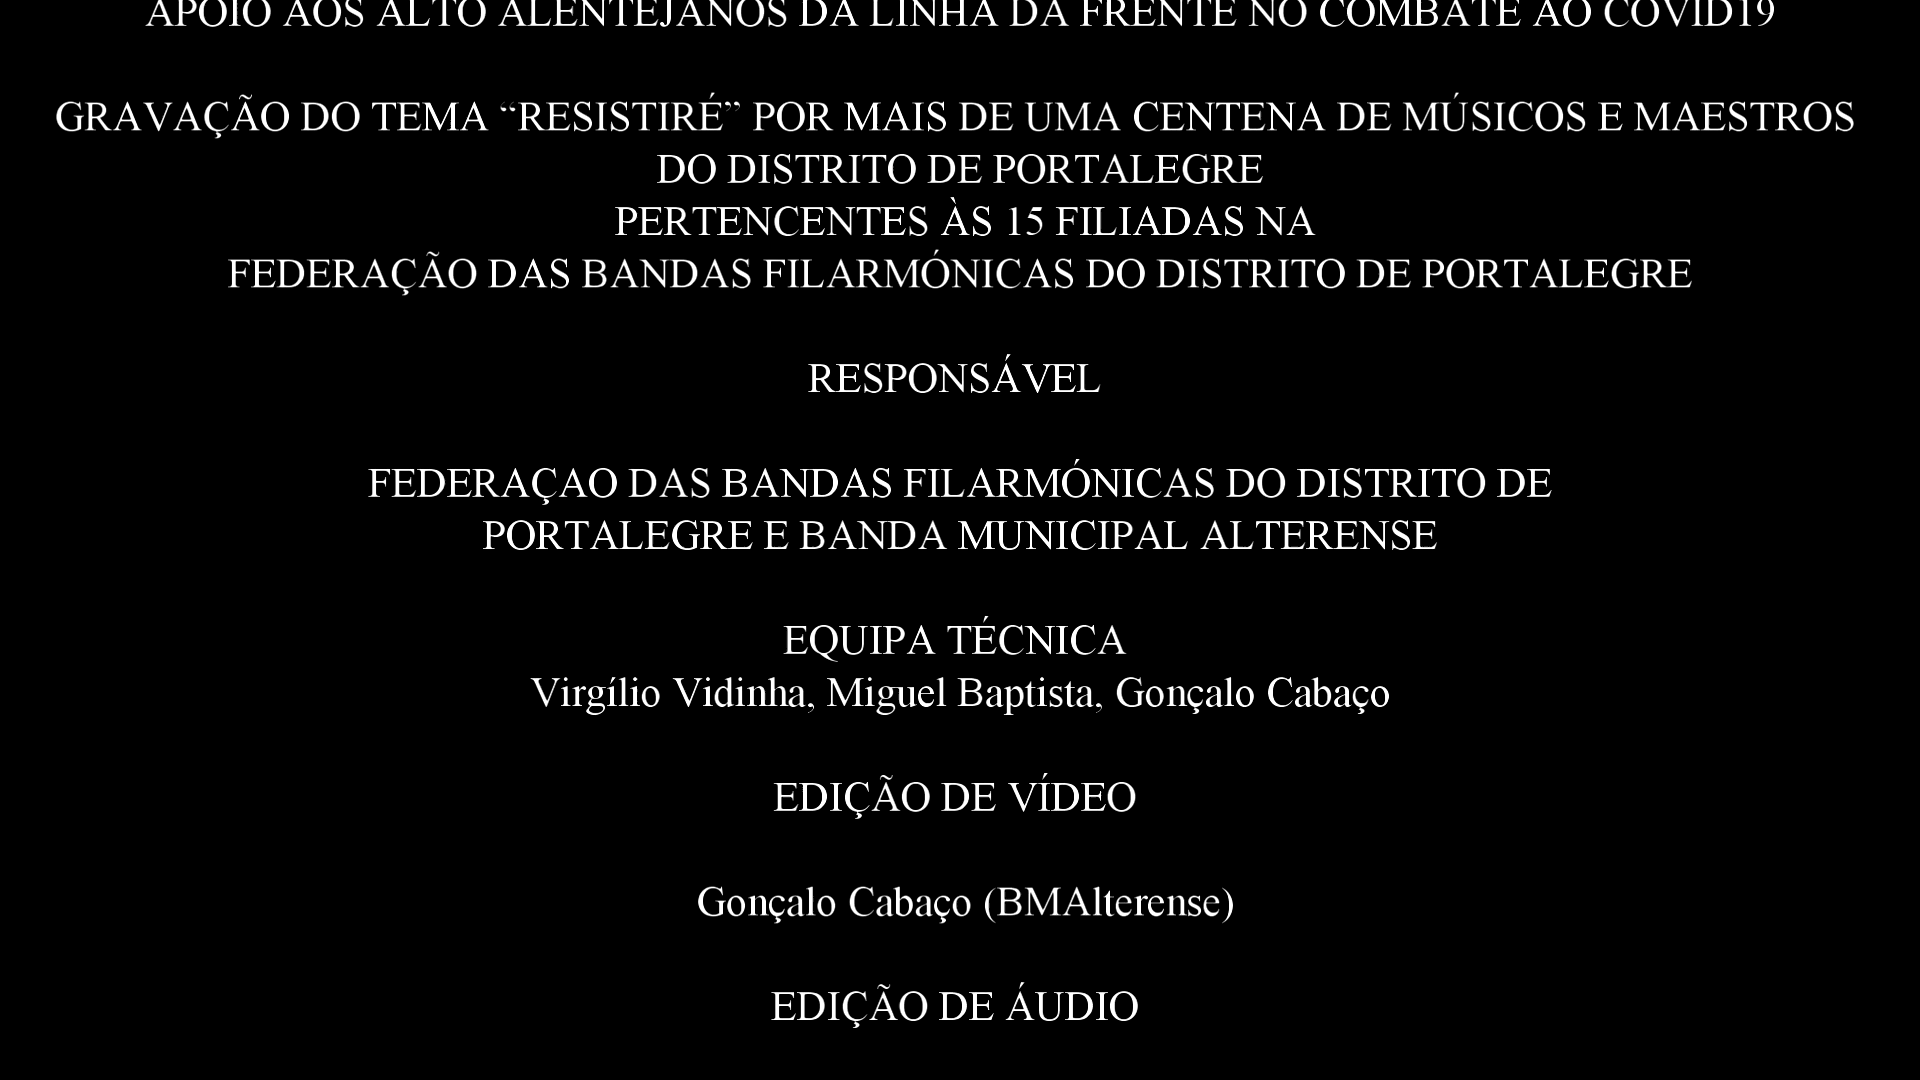 APOIO AOS ALTO ALENTEJANOS DA LINHA DA FRENTE NO COMBATE AO COVID19
GRAVAÇÃO DO TEMA “RESISTIRÉ” POR MAIS DE UMA CENTENA DE MÚSICOS E MAESTROS
DO DISTRITO DE PORTALEGRE
PERTENCENTES ÀS 15 FILIADAS NA
FEDERAÇÃO DAS BANDAS FILARMÓNICAS DO DISTRITO DE PORTALEGRE
RESPONSÁVEL
FEDERAÇAO DAS BANDAS FILARMÓNICAS DO DISTRITO DE
PORTALEGRE E BANDA MUNICIPAL ALTERENSE
EQUIPA TÉCNICA
Virgílio Vidinha, Miguel Baptista, Gonçalo Cabaço
EDIÇÃO DE VÍDEO
Gonçalo Cabaço (BMAlterense)
EDIÇÃO DE ÁUDIO